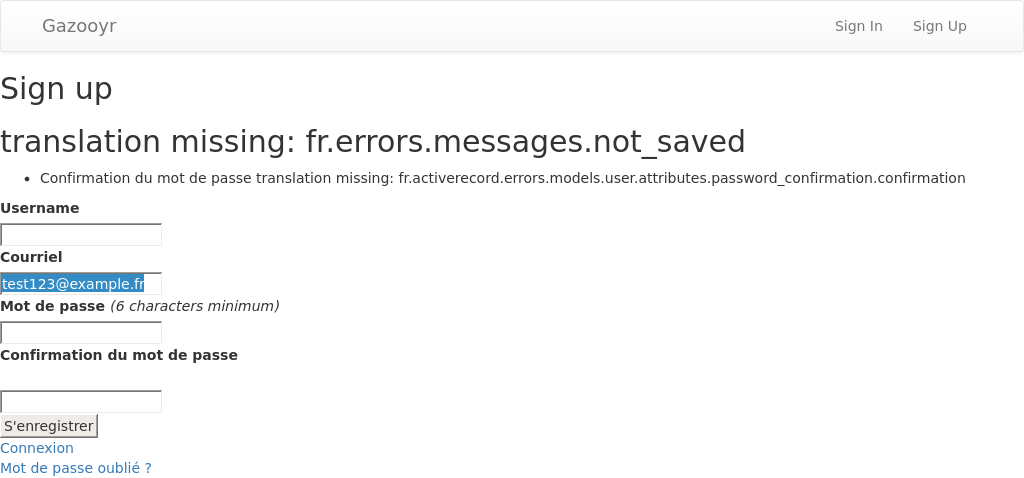 Gazooyr Sign In Sign Up
Sign up
translation missing: fr.errors.messages.not_saved
Confirmation du mot de passe translation missing: fr.activerecord.errors.models.user.attributes.password_confirmation.confirmation
Username
Courriel
test123@example.fr
Mot de passe (6 characters minimum)
Confirmation du mot de passe
S'enregistrer
Connexion
Mot de passe oublié ?